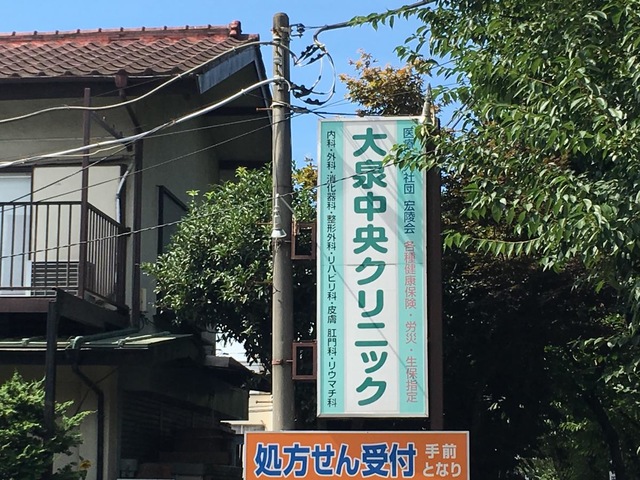 医療 社団 宏陵会 各種健康保険・労災・生保指定
大泉中央クリニック
内科・外科・消化器科・整形外科・リハビリ科・皮膚 肛門科・リウマチ科
処方せん受付 手前
となり